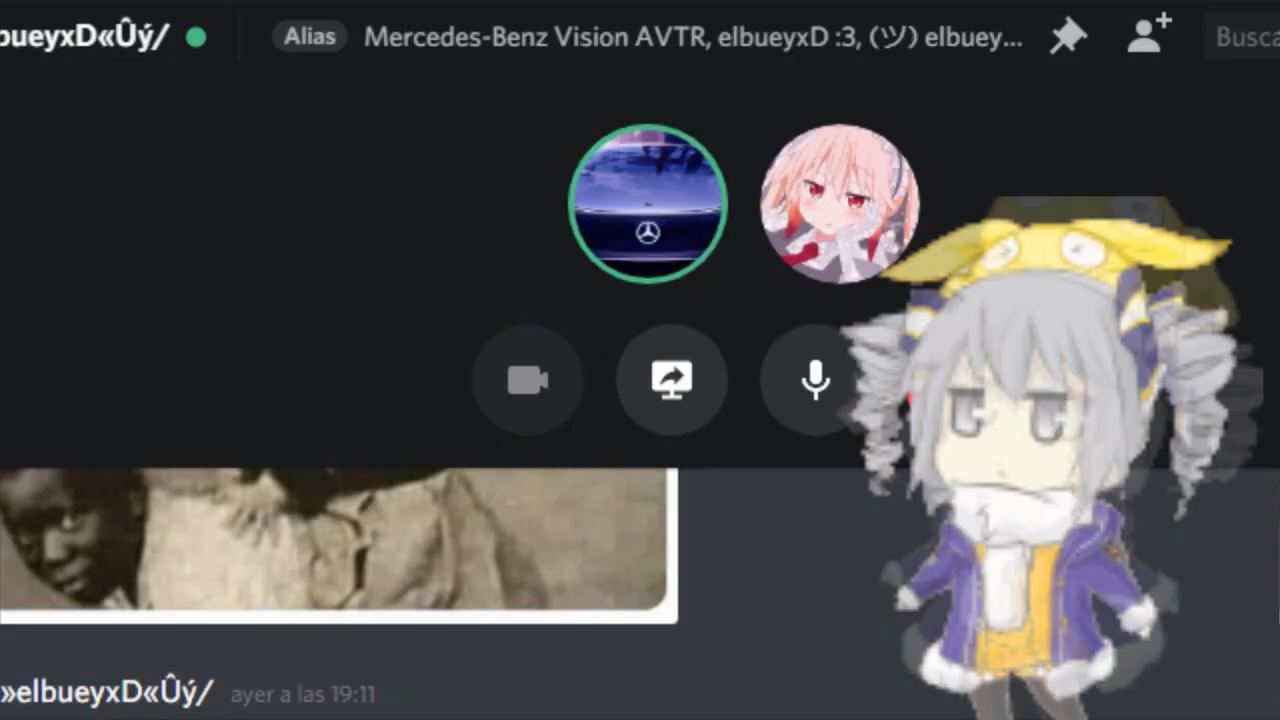 bueyxD«Ûý/
Alias Mercedes-Benz Vision AVTR, elbueyxD :3, (ツ) elbuey...
Busca
»elbueyxD«Ûý/ ayer a las 19:11